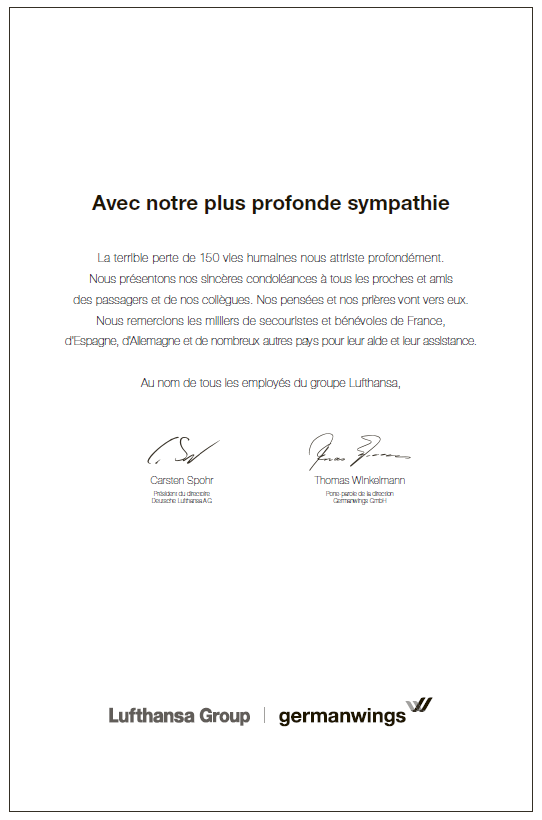 Avec notre plus profonde sympathie
La terrible perte de 150 vies humaines nous attriste profondément.
Nous présentons nos sincères condoléances à tous les proches et amis
des passagers et de nos collègues. Nos pensées et nos prières vont vers eux.
Nous remercions les milliers de secouristes et bénévoles de France,
d'Espagne, d'Allemagne et de nombreux autres pays pour leur aide et leur assistance.
Au nom de tous les employés du groupe Lufthansa,
Carsten Spohr
Président du directoire
Deutsche Lufthansa AG
Thomas Winkelmann
Porte-parole de la direction
Germanwings GmbH
Lufthansa Group | germanwings